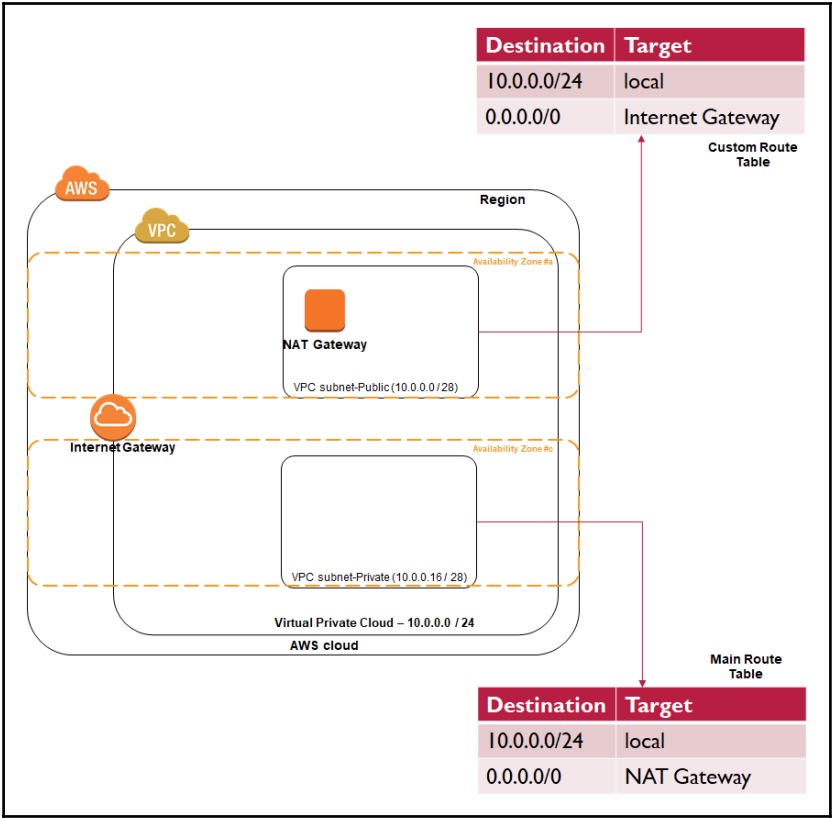 Destination Target
10.0.0.0/24 local
0.0.0.0/0 Internet Gateway
Custom Route
Table
AWS
Region
VPC
Availability Zone #a
NAT Gateway
VPC subnet-Public (10.0.0.0 / 28)
Internet Gateway
Availability Zone #c
VPC subnet-Private (10.0.0.16 / 28)
Virtual Private Cloud – 10.0.0.0 / 24
AWS cloud
Main Route
Table
Destination Target
10.0.0.0/24 local
0.0.0.0/0 NAT Gateway